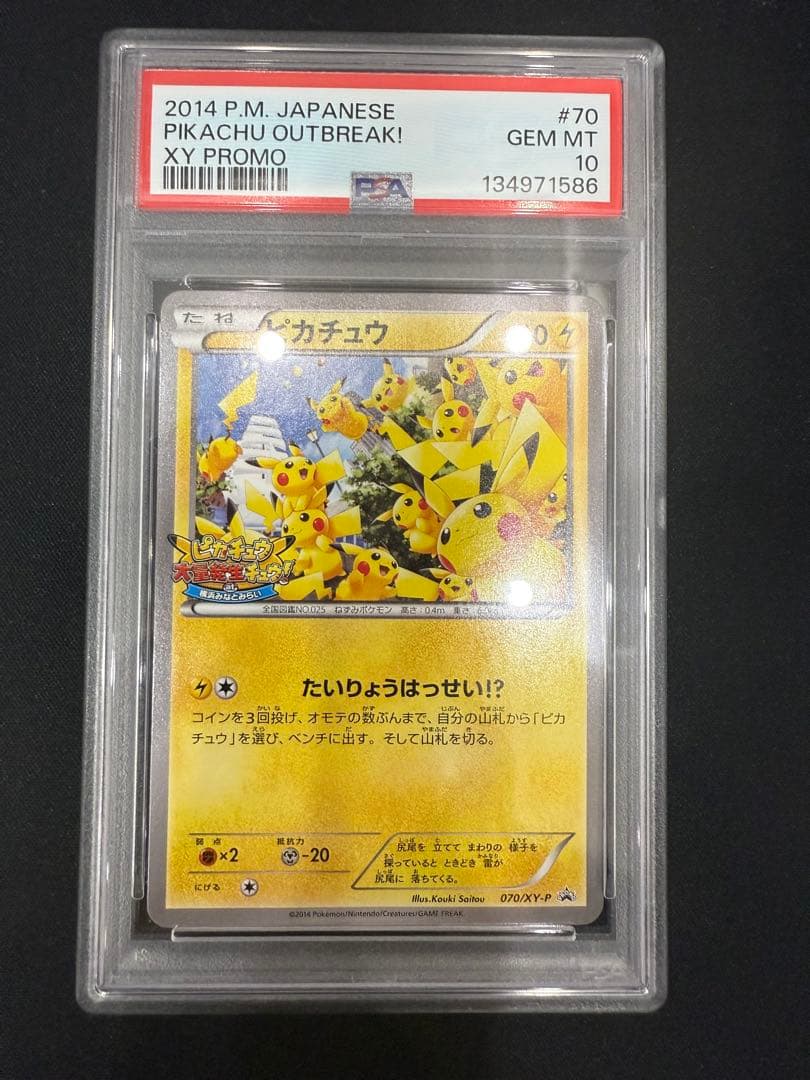 2014 P.M. JAPANESE #70
PIKACHU OUTBREAK! GEM MT
XY PROMO 10
PSA
134971586
たね ピカチュウ 0
ピカチュウ
大量発生チュウ!
at
横浜みなとみらい
全国図鑑NO.025 ねずみポケモン 高さ:0.4m 重さ:6.0
たいりょうはっせい!?
コインを3回投げ、オモテの数ぶんまで、自分の山札から「ピカ
チュウ」を選び、ベンチに出す。そして山札を切る。
弱点 抵抗力
×2 -20
にげる
尻尾を 立てて まわりの 様子を
探っていると ときどき 雷が
尻尾に 落ちてくる。
Illus.Kouki Saitou 070/XY-P
©2014 Pokémon/Nintendo/Creatures/GAME FREAK.